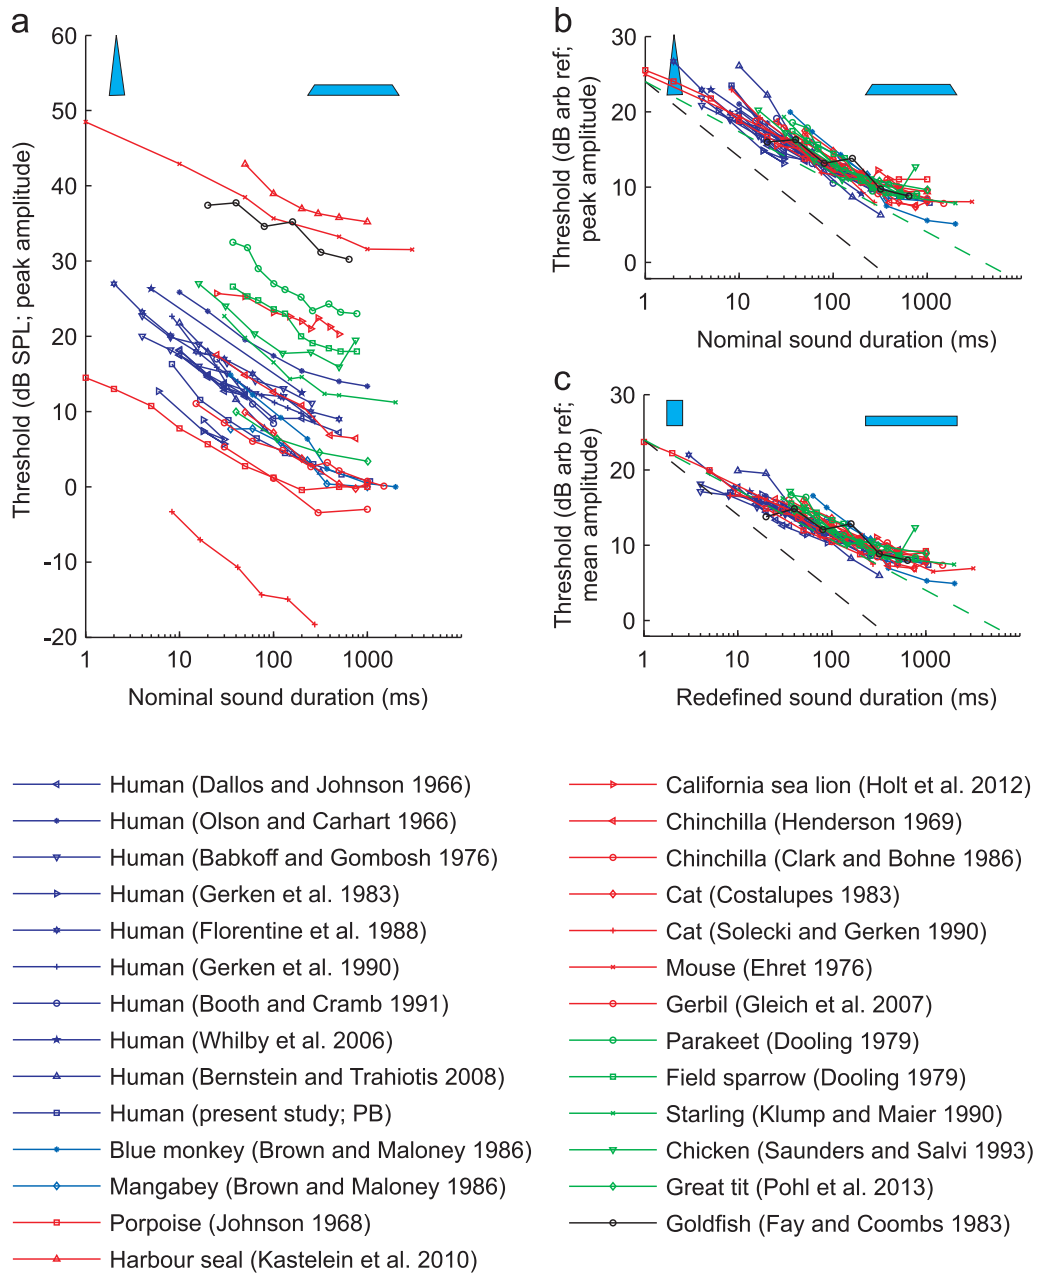 a
60
50
40
30
20
10
0
-10
-20
Threshold (dB SPL; peak amplitude)
1
10
100
1000
Nominal sound duration (ms)
b
30
20
10
0
Threshold (dB arb ref;
peak amplitude)
1
10
100
1000
Nominal sound duration (ms)
c
30
20
10
0
Threshold (dB arb ref;
mean amplitude)
1
10
100
1000
Redefined sound duration (ms)
Human (Dallos and Johnson 1966)
Human (Olson and Carhart 1966)
Human (Babkoff and Gombosh 1976)
Human (Gerken et al. 1983)
Human (Florentine et al. 1988)
Human (Gerken et al. 1990)
Human (Booth and Cramb 1991)
Human (Whilby et al. 2006)
Human (Bernstein and Trahiotis 2008)
Human (present study; PB)
Blue monkey (Brown and Maloney 1986)
Mangabey (Brown and Maloney 1986)
Porpoise (Johnson 1968)
Harbour seal (Kastelein et al. 2010)
California sea lion (Holt et al. 2012)
Chinchilla (Henderson 1969)
Chinchilla (Clark and Bohne 1986)
Cat (Costalupes 1983)
Cat (Solecki and Gerken 1990)
Mouse (Ehret 1976)
Gerbil (Gleich et al. 2007)
Parakeet (Dooling 1979)
Field sparrow (Dooling 1979)
Starling (Klump and Maier 1990)
Chicken (Saunders and Salvi 1993)
Great tit (Pohl et al. 2013)
Goldfish (Fay and Coombs 1983)